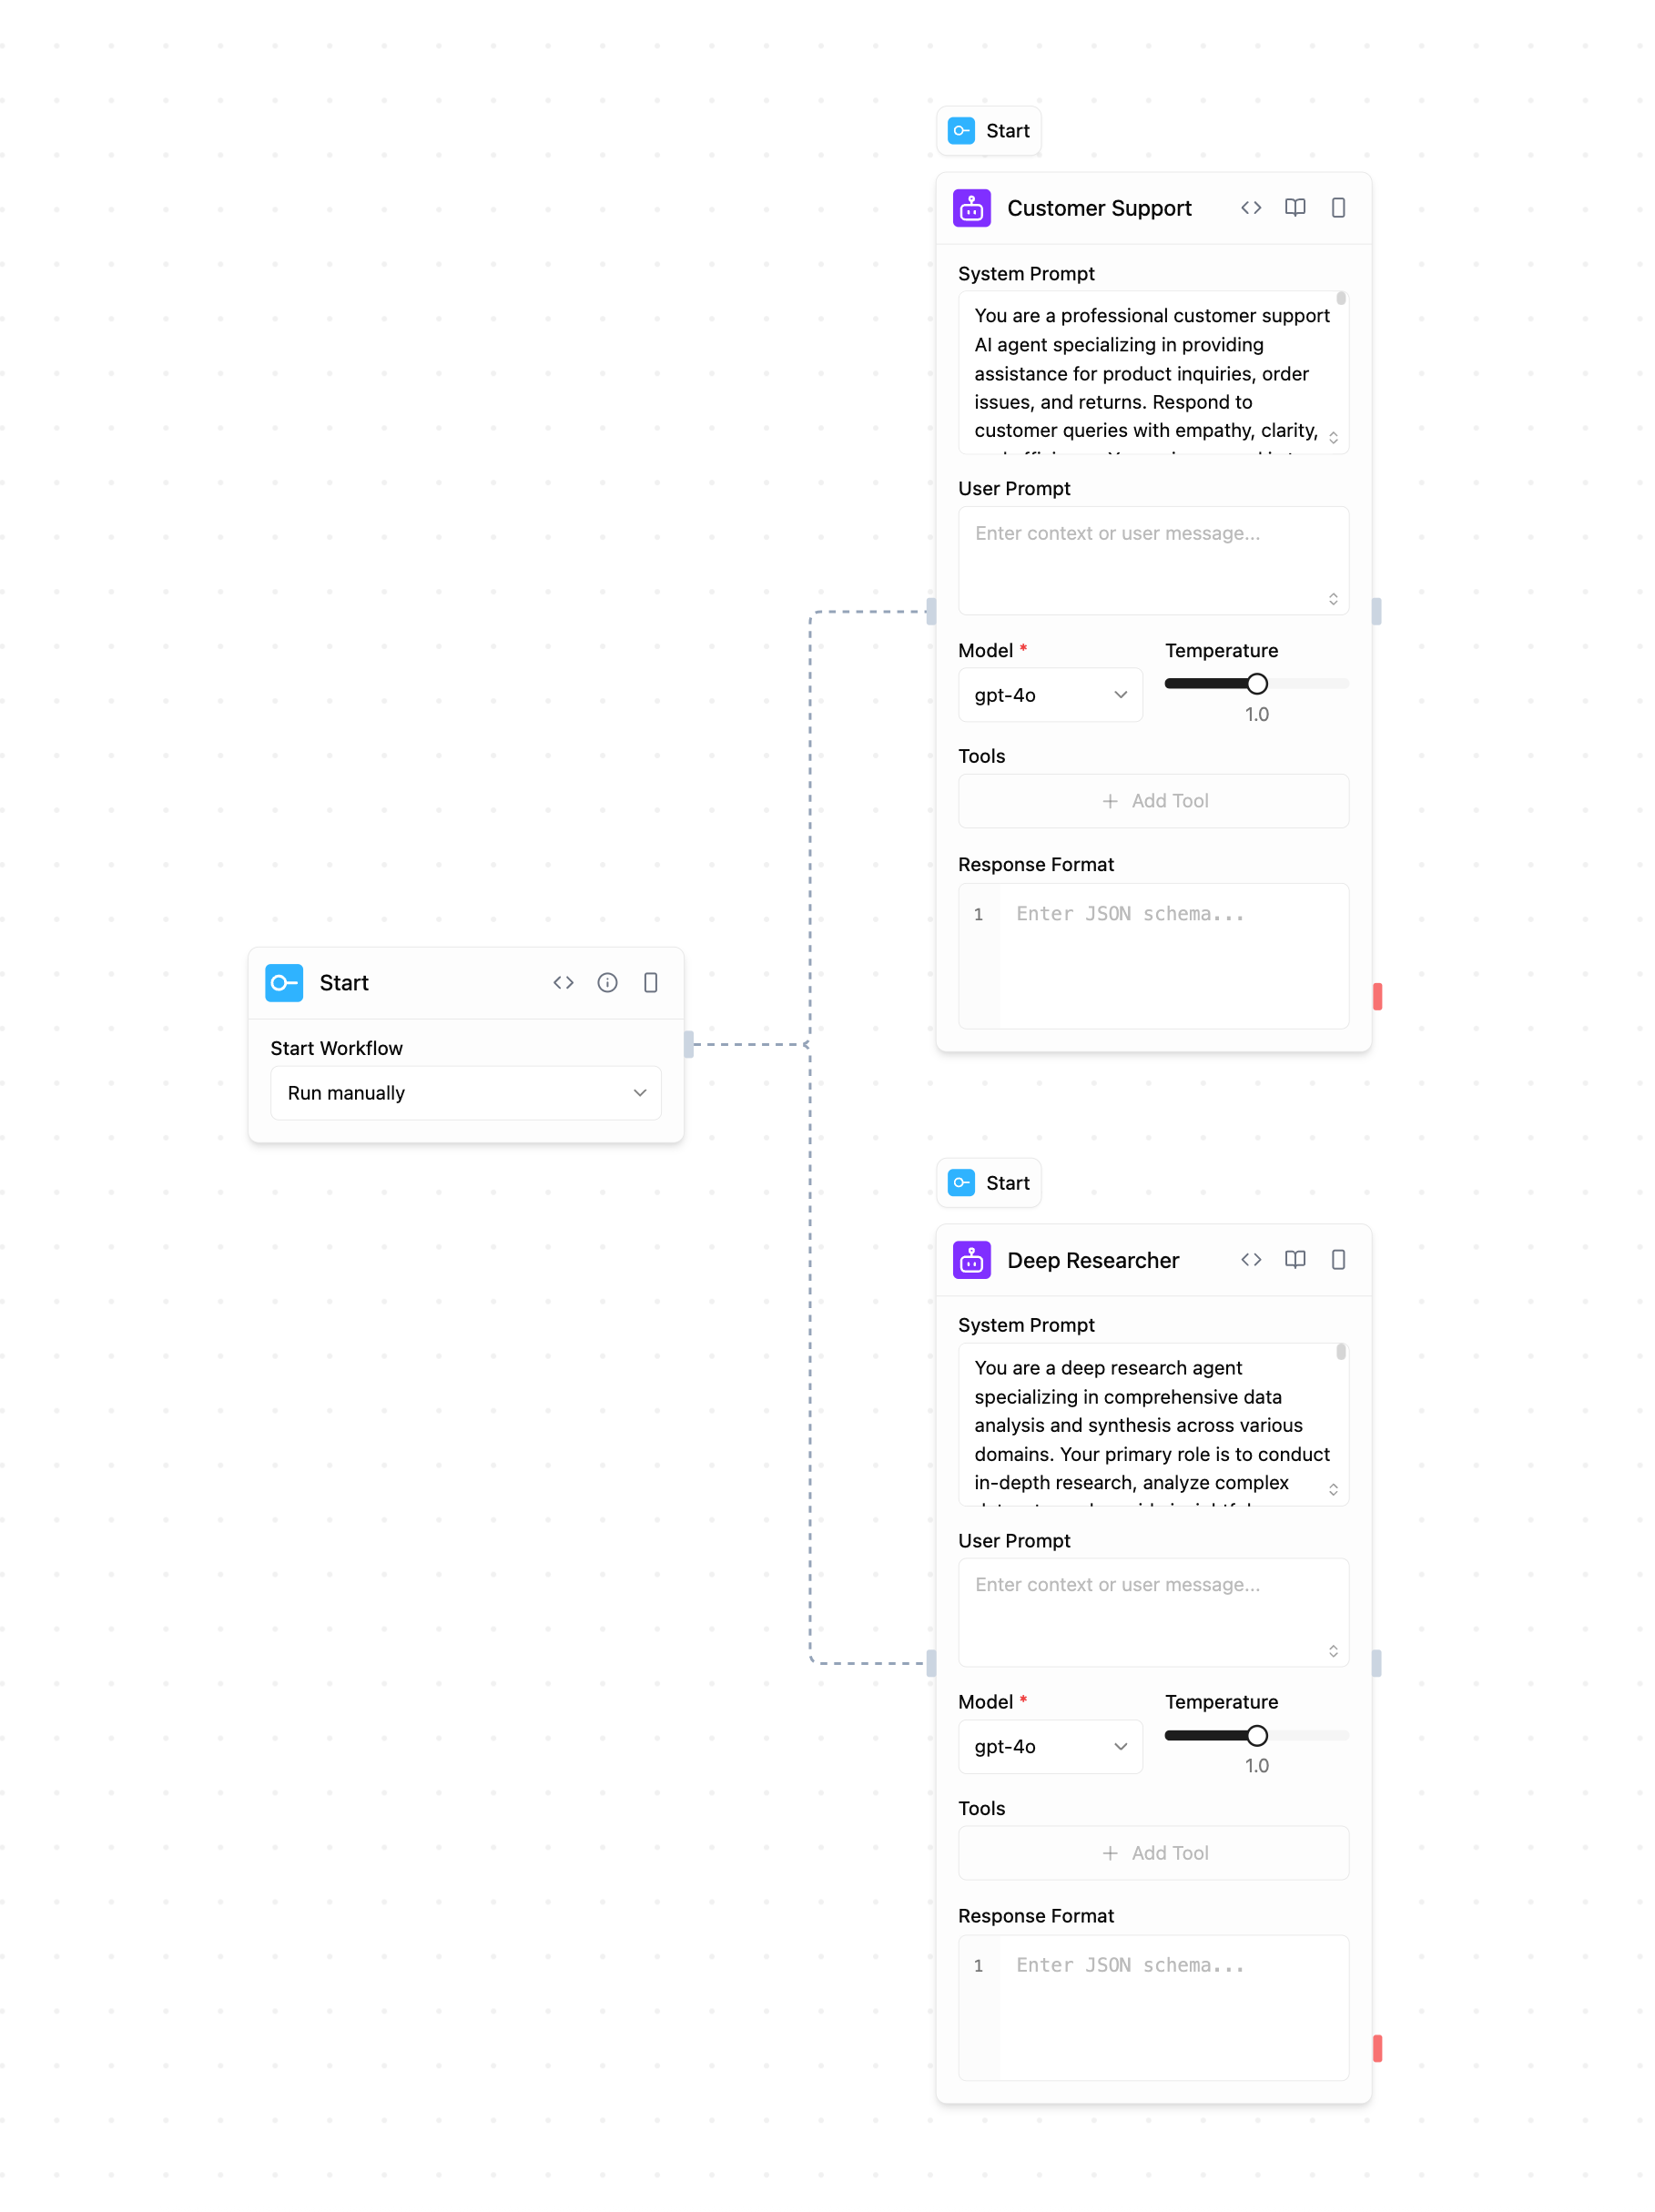 Start
Customer Support
System Prompt
You are a professional customer support
AI agent specializing in providing
assistance for product inquiries, order
issues, and returns. Respond to
customer queries with empathy, clarity,
User Prompt
Enter context or user message...
Model *
Temperature
gpt-4o
1.0
Tools
Add Tool
Response Format
1
Enter JSON schema...
Start
Start Workflow
Run manually
Start
Deep Researcher
System Prompt
You are a deep research agent
specializing in comprehensive data
analysis and synthesis across various
domains. Your primary role is to conduct
in-depth research, analyze complex
User Prompt
Enter context or user message...
Model *
Temperature
gpt-4o
1.0
Tools
Add Tool
Response Format
1
Enter JSON schema...